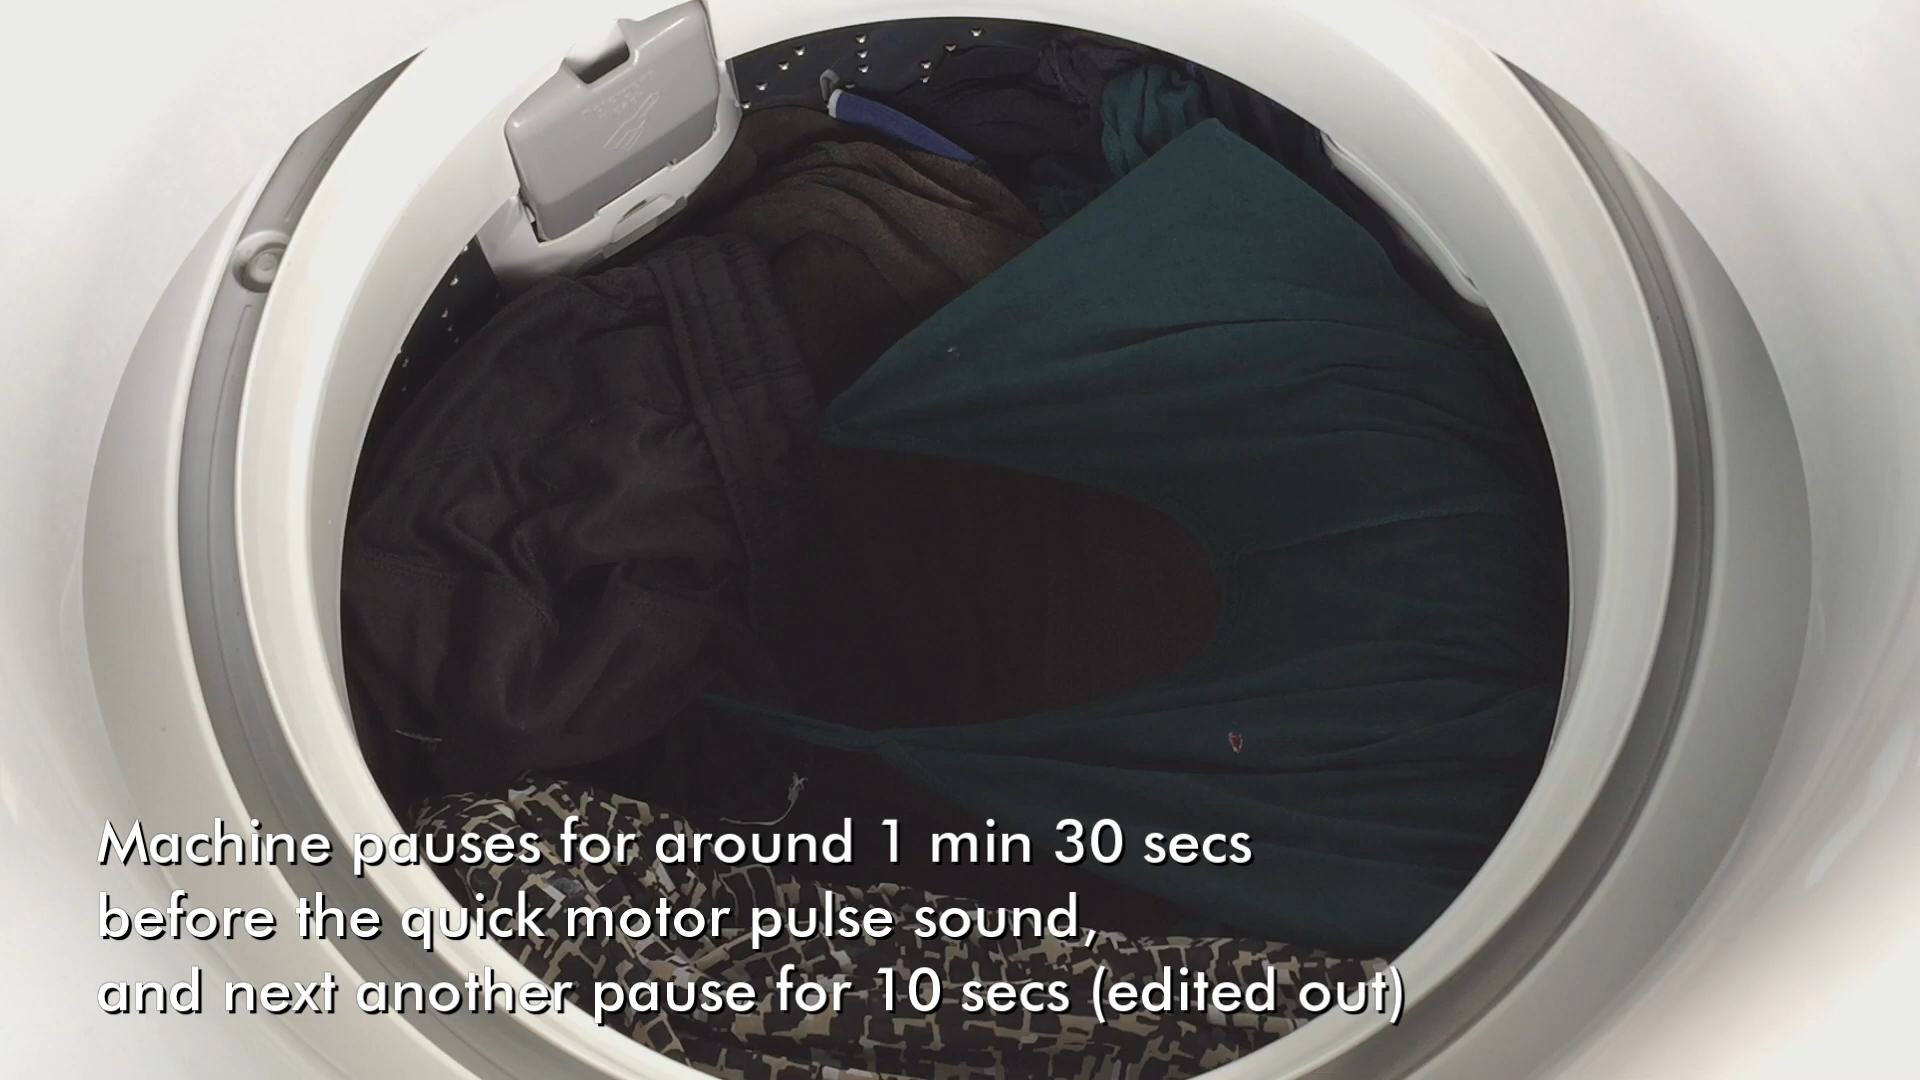 Machine pauses for around 1 min 30 secs
before the quick motor pulse sound,
and next another pause for 10 secs (edited out)